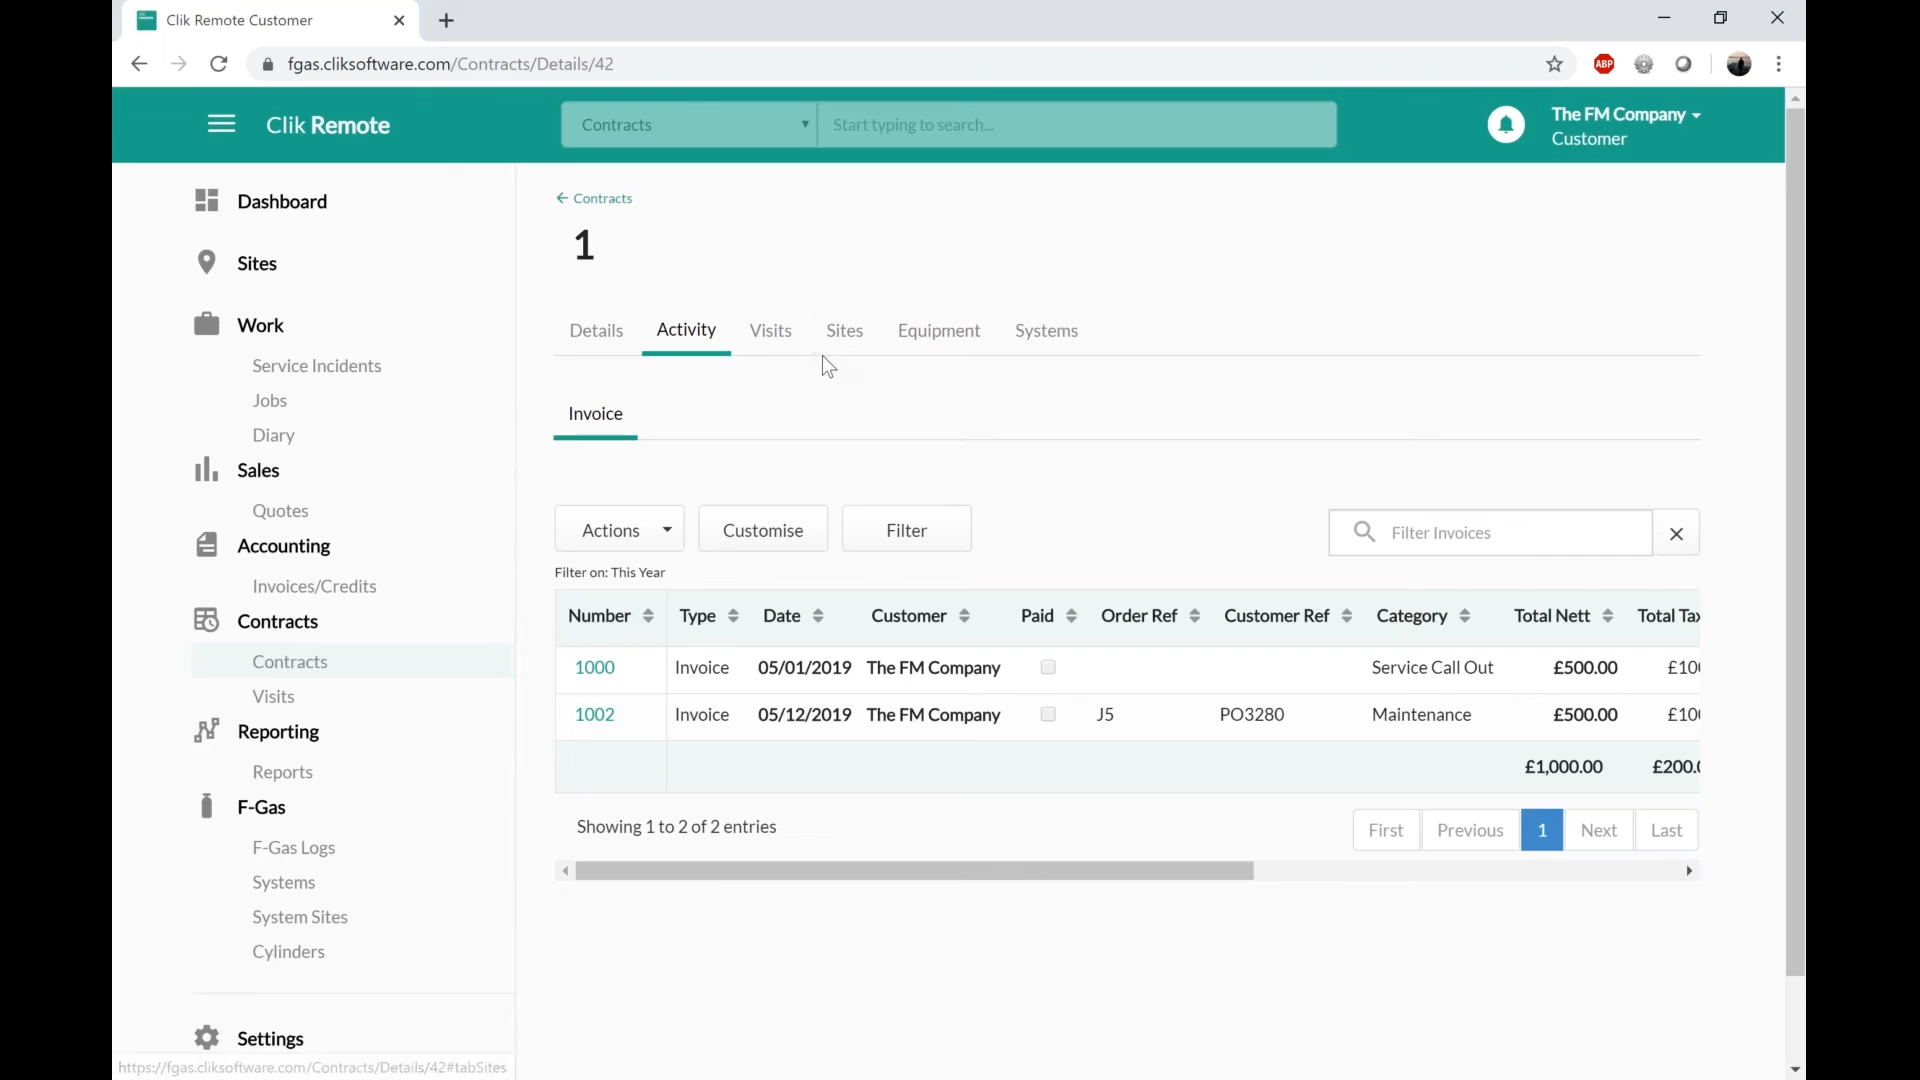 Clik Remote Customer
fgas.cliksoftware.com/Contracts/Details/42
ABP
Clik Remote
Contracts
Start typing to search...
The FM Company
Customer
Dashboard
Sites
Work
Service Incidents
Jobs
Diary
Sales
Quotes
Accounting
Invoices/Credits
Contracts
Contracts
Visits
Reporting
Reports
F-Gas
F-Gas Logs
Systems
System Sites
Cylinders
Settings
https://fgas.cliksoftware.com/Contracts/Details/42#tabSites
Contracts
1
Details Activity Visits Sites Equipment Systems
Invoice
Actions Customise Filter Filter Invoices
Filter on: This Year
Number Type Date Customer Paid Order Ref Customer Ref Category Total Nett Total Tax
1000 Invoice 05/01/2019 The FM Company Service Call Out £500.00 £100
1002 Invoice 05/12/2019 The FM Company J5 PO3280 Maintenance £500.00 £100
£1,000.00 £200.0
Showing 1 to 2 of 2 entries
First Previous 1 Next Last